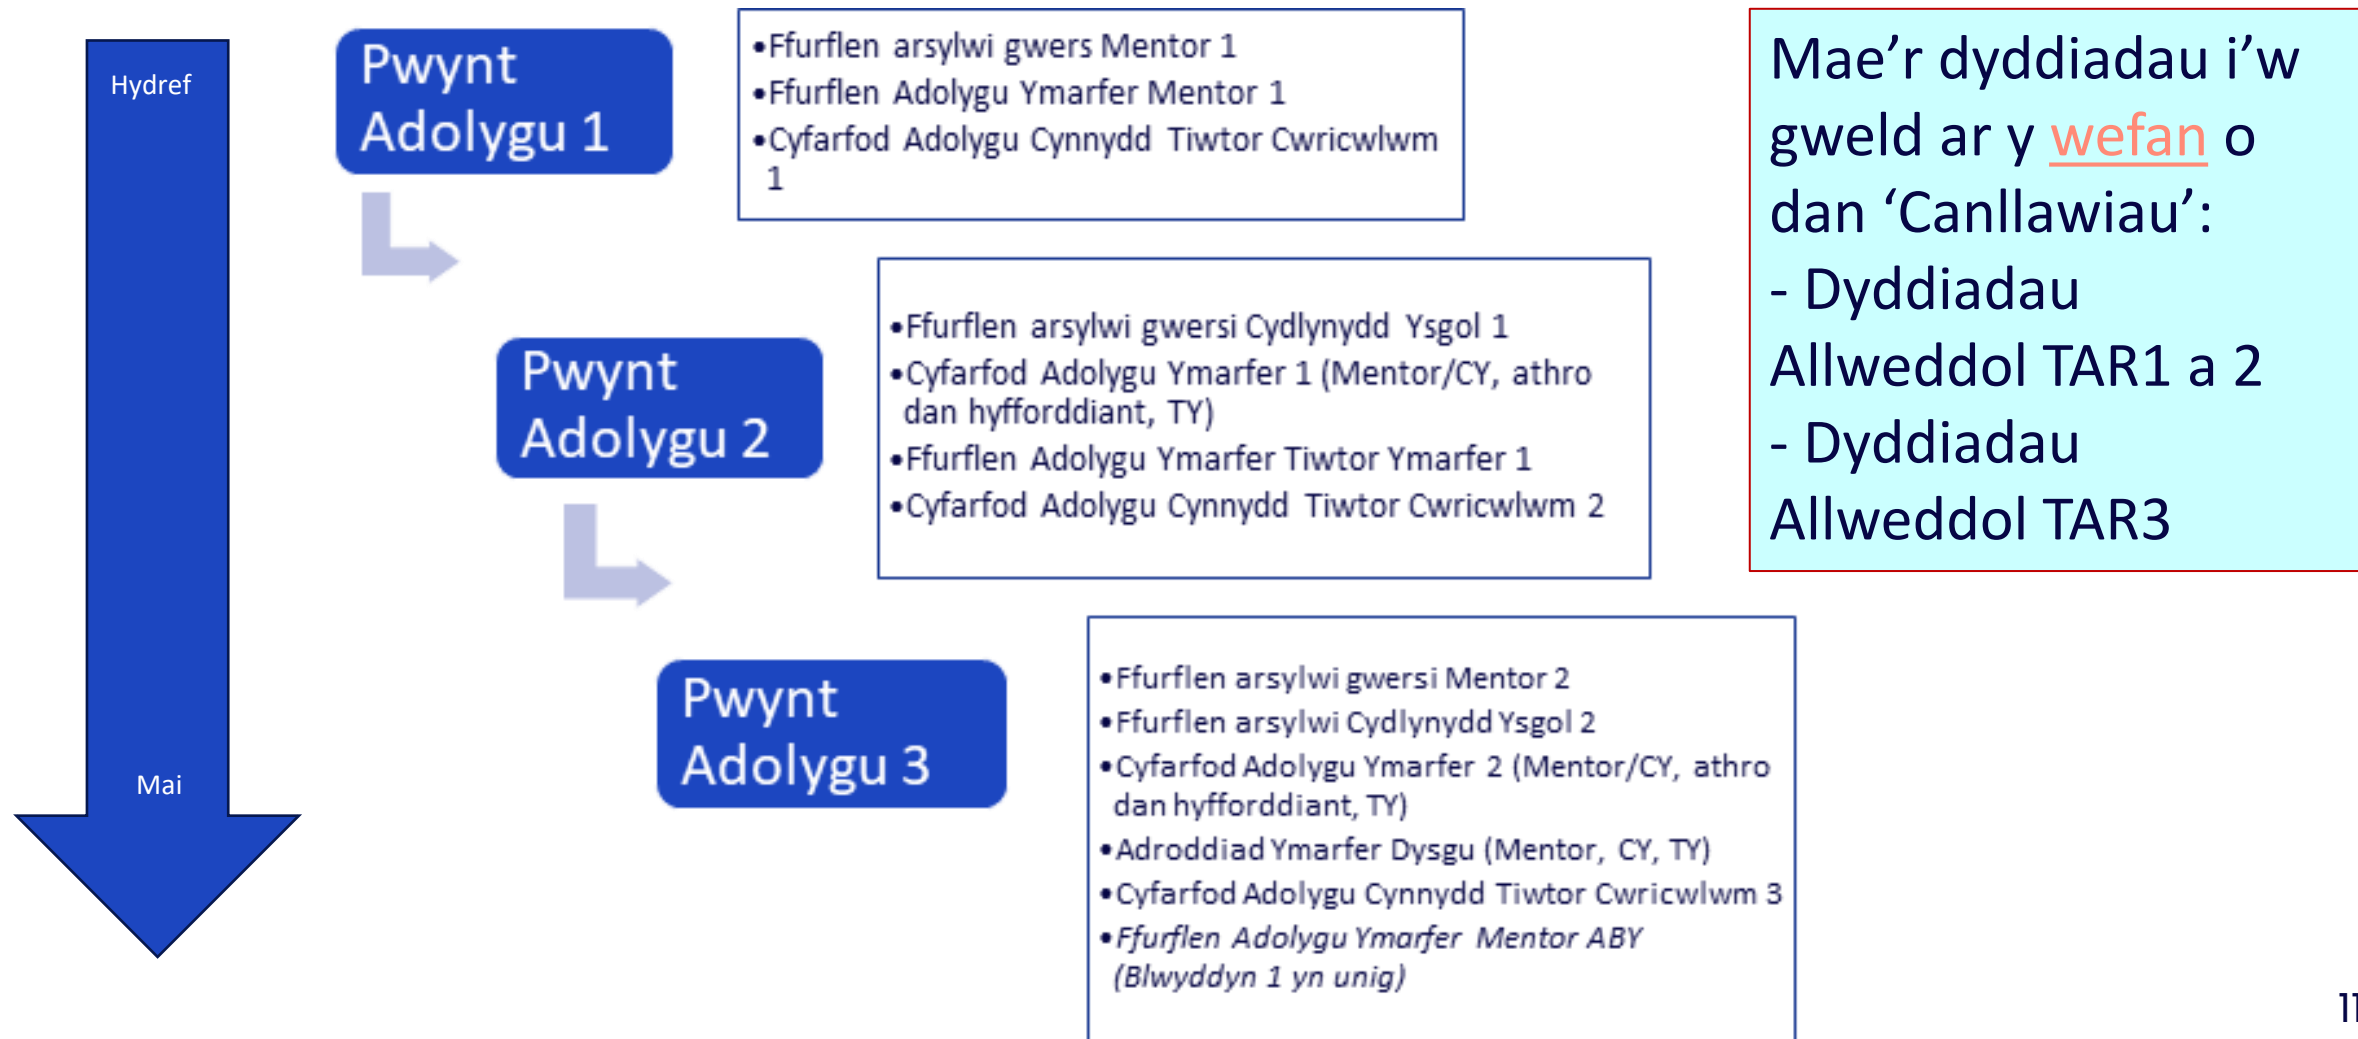 Hydref
Mai
Pwynt
Adolygu 1
•Ffurflen arsylwi gwers Mentor 1
•Ffurflen Adolygu Ymarfer Mentor 1
•Cyfarfod Adolygu Cynnydd Tiwtor Cwricwlwm
1
Pwynt
Adolygu 2
•Ffurflen arsylwi gwersi Cydlynydd Ysgol 1
•Cyfarfod Adolygu Ymarfer 1 (Mentor/CY, athro
dan hyfforddiant, TY)
•Ffurflen Adolygu Ymarfer Tiwtor Ymarfer 1
•Cyfarfod Adolygu Cynnydd Tiwtor Cwricwlwm 2
Pwynt
Adolygu 3
•Ffurflen arsylwi gwersi Mentor 2
•Ffurflen arsylwi Cydlynydd Ysgol 2
•Cyfarfod Adolygu Ymarfer 2 (Mentor/CY, athro
dan hyfforddiant, TY)
•Adroddiad Ymarfer Dysgu (Mentor, CY, TY)
•Cyfarfod Adolygu Cynnydd Tiwtor Cwricwlwm 3
•Ffurflen Adolygu Ymarfer Mentor ABY
(Blwyddyn 1 yn unig)
Mae’r dyddiadau i’w
gweld ar y wefan o
dan ‘Canllawiau’:
- Dyddiadau
Allweddol TAR1 a 2
- Dyddiadau
Allweddol TAR3
11